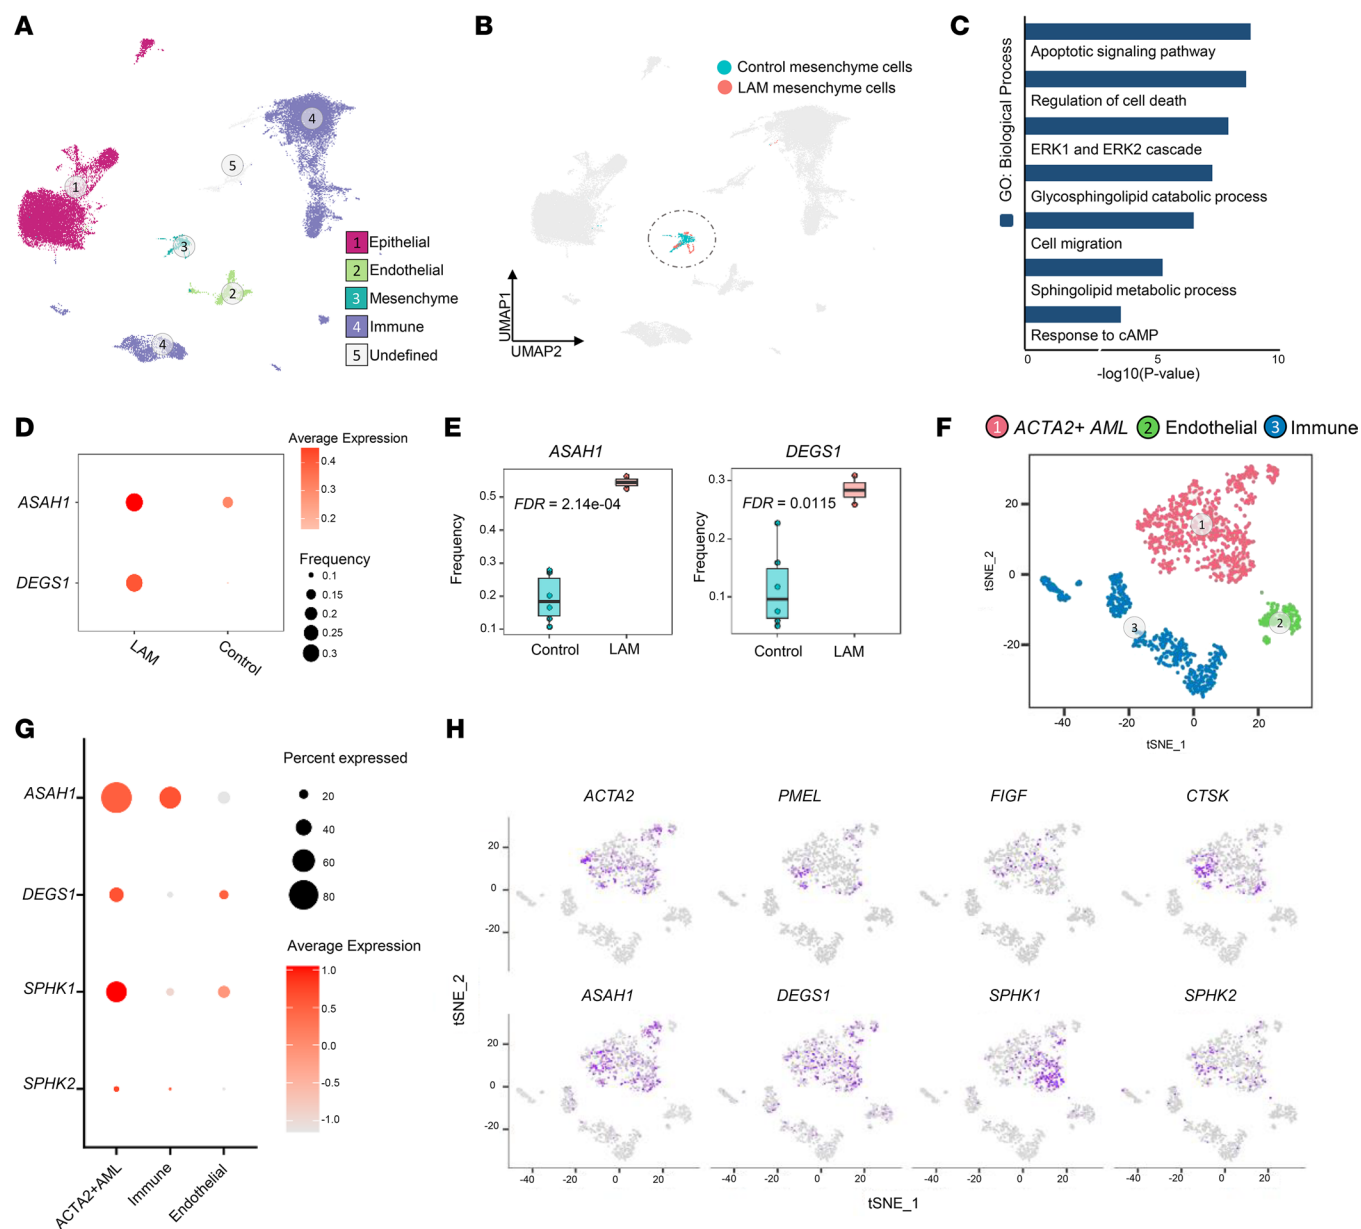 A
4
5
1
3
2
4
1 Epithelial
2 Endothelial
3 Mesenchyme
4 Immune
5 Undefined
B
Control mesenchyme cells
LAM mesenchyme cells
UMAP1
UMAP2
C
GO: Biological Process
Apoptotic signaling pathway
Regulation of cell death
ERK1 and ERK2 cascade
Glycosphingolipid catabolic process
Cell migration
Sphingolipid metabolic process
Response to cAMP
0 5 10
-log10(P-value)
D
ASAH1
DEGS1
LAM Control
Average Expression
0.4
0.3
0.2
Frequency
0.1
0.15
0.2
0.25
0.3
E
ASAH1
FDR = 2.14e-04
Frequency
0.5
0.4
0.3
0.2
0.1
Control LAM
DEGS1
FDR = 0.0115
Frequency
0.3
0.2
0.1
Control LAM
F
1 ACTA2+ AML 2 Endothelial 3 Immune
1
2
3
tSNE_2
20
0
-20
-40 -20 0 20
tSNE_1
G
ASAH1
DEGS1
SPHK1
SPHK2
ACTA2+AML Immune Endothelial
Percent expressed
20
40
60
80
Average Expression
1.0
0.5
0.0
-0.5
-1.0
H
ACTA2 PMEL FIGF CTSK
20
0
-20
ASAH1 DEGS1 SPHK1 SPHK2
20
0
-20
tSNE_2
-40 -20 0 20 -40 -20 0 20 -40 -20 0 20 -40 -20 0 20
tSNE_1